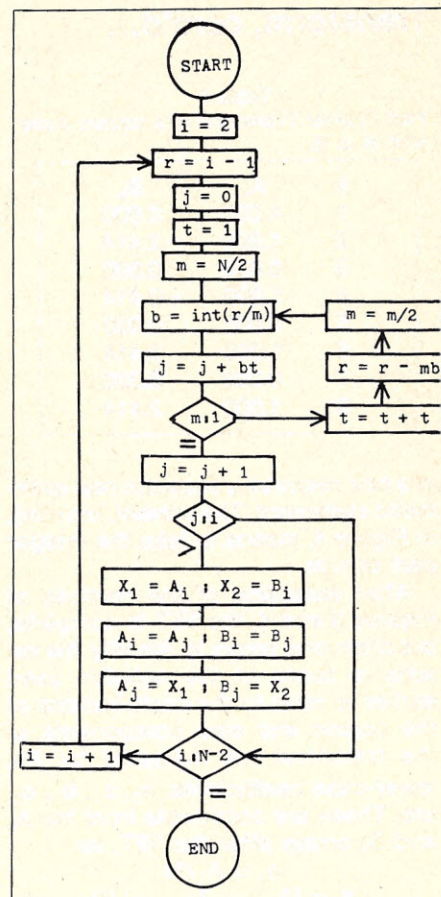 START
i = 2
r = i - 1
j = 0
t = 1
m = N/2
b = int(r/m)
m = m/2
j = j + bt
r = r - mb
m:1
t = t + t
=
j = j + 1
j:i
>
X₁ = Aᵢ ; X₂ = Bᵢ
Aᵢ = Aⱼ ; Bᵢ = Bⱼ
Aⱼ = X₁ ; Bⱼ = X₂
i = i + 1
i:N-2
=
END